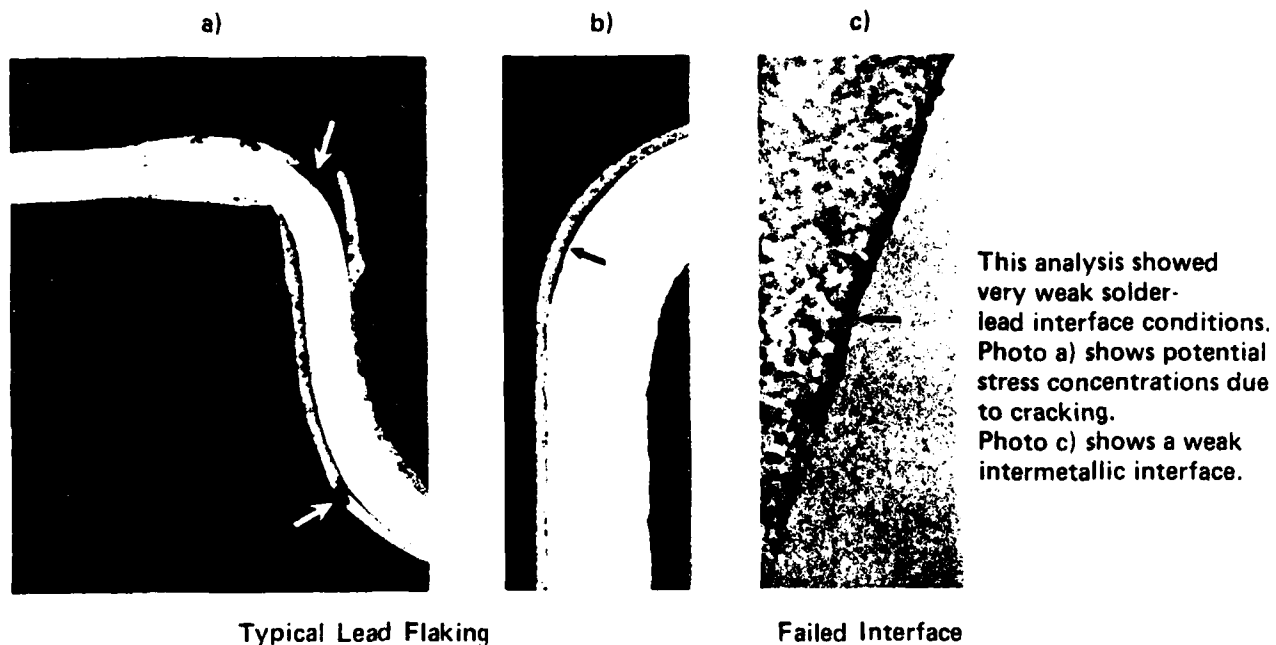 a)
b)
c)
This analysis showed
very weak solder-
lead interface conditions.
Photo a) shows potential
stress concentrations due
to cracking.
Photo c) shows a weak
intermetallic interface.
Typical Lead Flaking
Failed Interface